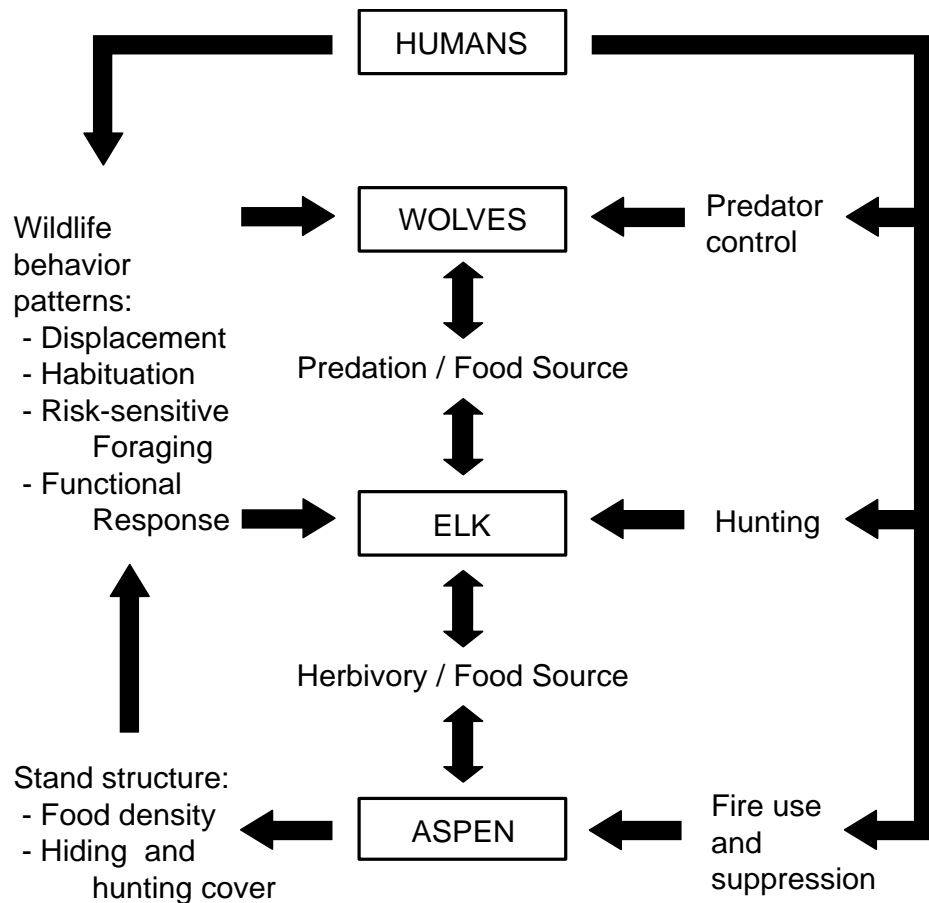 HUMANS
WOLVES
Predator
control
Wildlife
behavior
patterns:
- Displacement
- Habituation
- Risk-sensitive
Foraging
- Functional
Response
Predation / Food Source
ELK
Hunting
Herbivory / Food Source
Stand structure:
- Food density
- Hiding and
hunting cover
ASPEN
Fire use
and
suppression